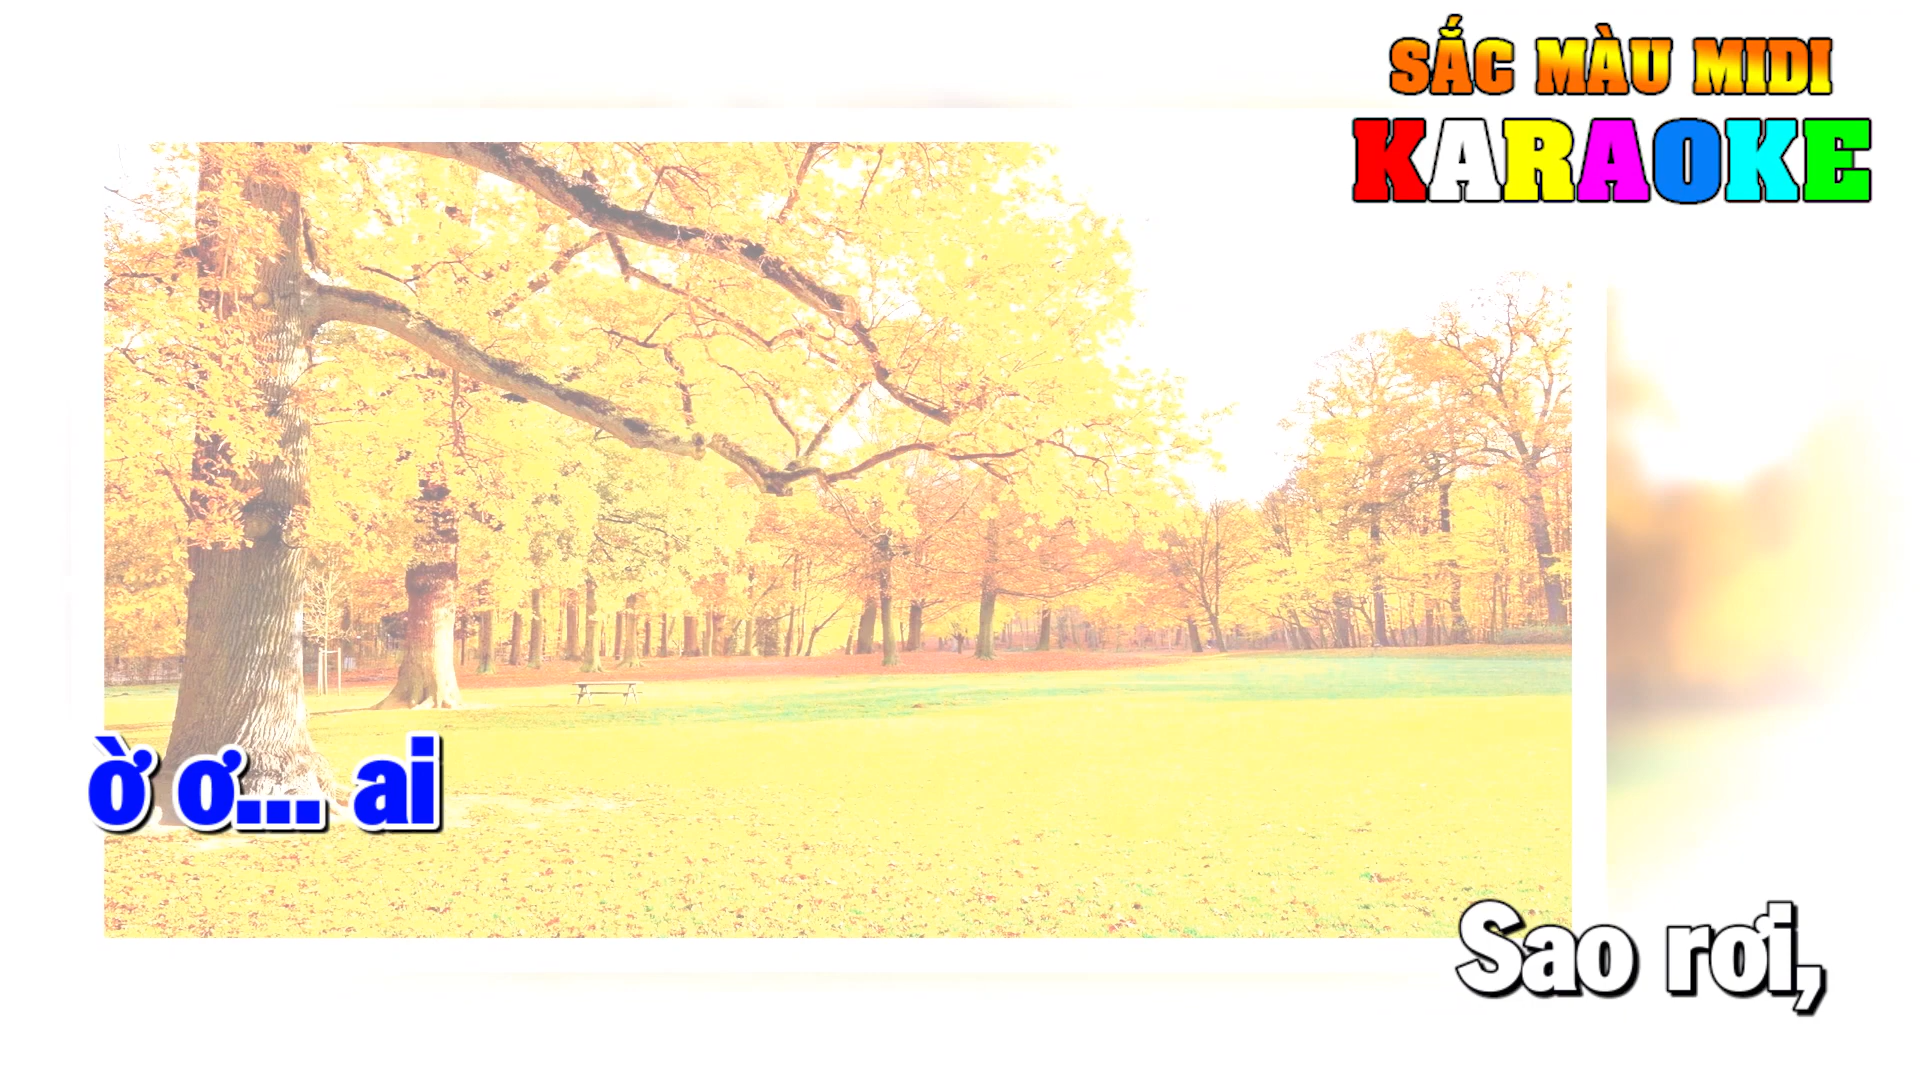 SẮC MÀU MIDI
KARAOKE
ờ ơ... ai
Sao rơi,